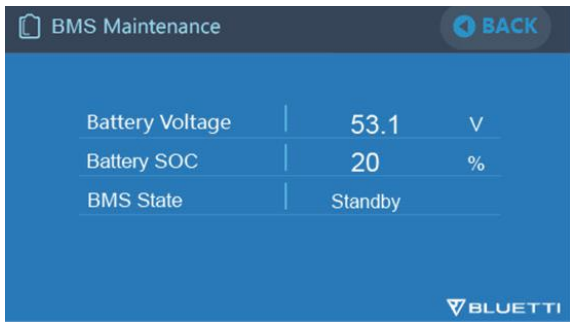 BMS Maintenance BACK
Battery Voltage 53.1 V
Battery SOC 20 %
BMS State Standby
BLUETTI